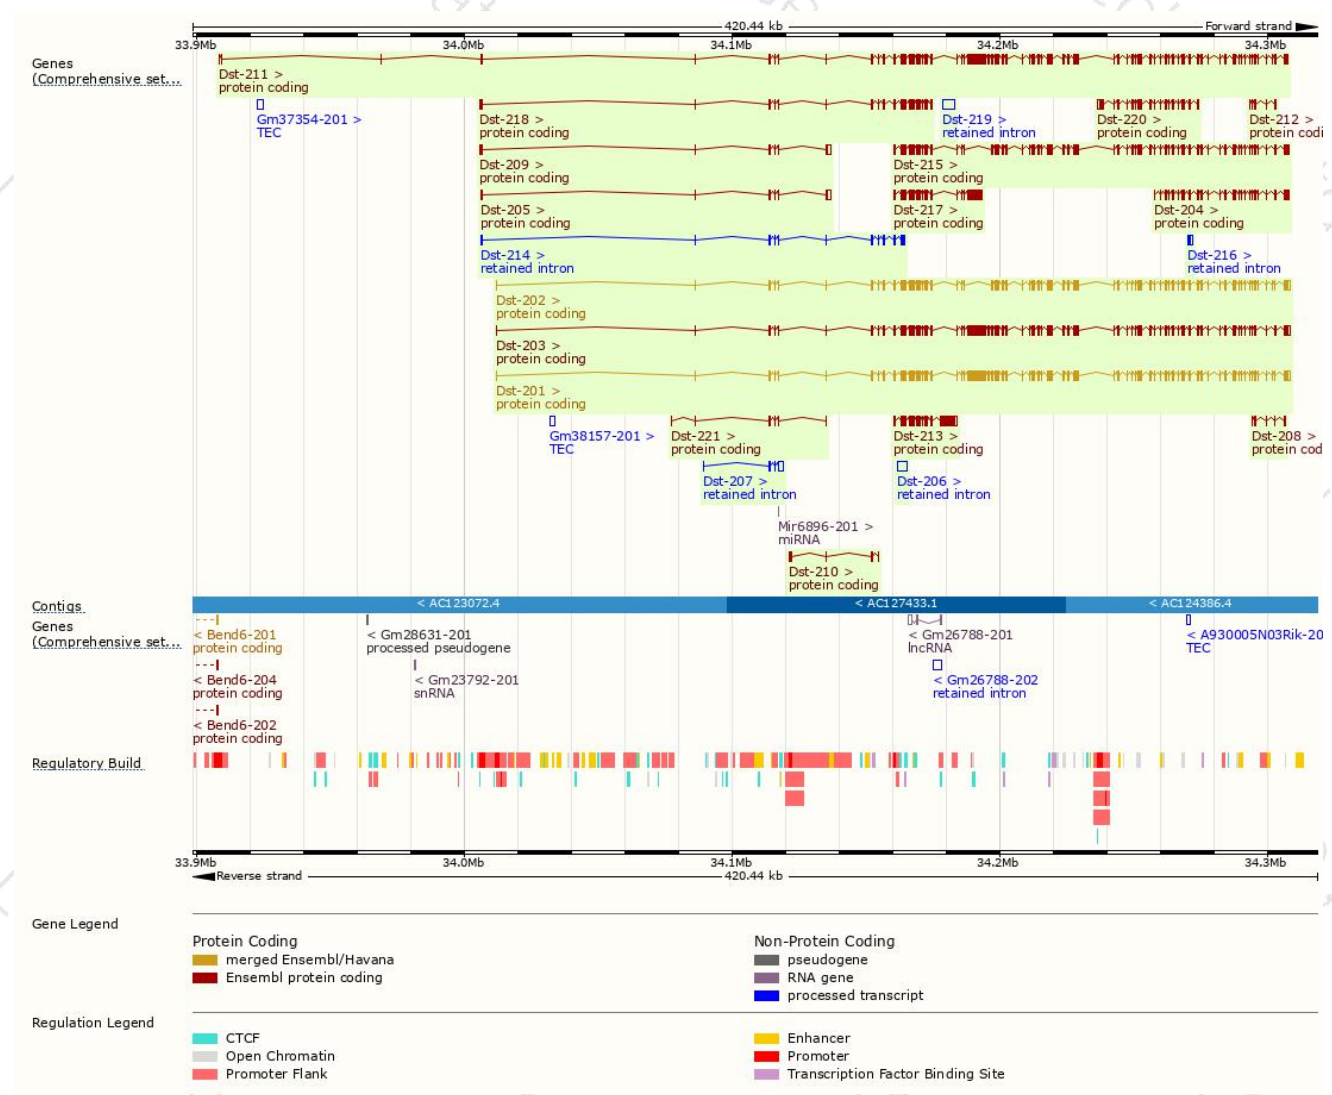 420.44 kb Forward strand
33.9Mb 34.0Mb 34.1Mb 34.2Mb 34.3Mb
Genes
(Comprehensive set...
Dst-211 >
protein coding
Gm37354-201 >
TEC
Dst-218 >
protein coding
Dst-219 >
retained intron
Dst-220 >
protein coding
Dst-212 >
protein codi
Dst-209 >
protein coding
Dst-215 >
protein coding
Dst-205 >
protein coding
Dst-217 >
protein coding
Dst-204 >
protein coding
Dst-214 >
retained intron
Dst-216 >
retained intron
Dst-202 >
protein coding
Dst-203 >
protein coding
Dst-201 >
protein coding
Gm38157-201 >
TEC
Dst-221 >
protein coding
Dst-213 >
protein coding
Dst-208 >
protein cod
Dst-207 >
retained intron
Dst-206 >
retained intron
Mir6896-201 >
miRNA
Dst-210 >
protein coding
Contigs
< AC123072.4 < AC127433.1 < AC124386.4
Genes
(Comprehensive set...
< Bend6-201
protein coding
< Gm28631-201
processed pseudogene
< Gm26788-201
lncRNA
< A930005N03Rik-20
TEC
< Bend6-204
protein coding
< Gm23792-201
snRNA
< Gm26788-202
retained intron
< Bend6-202
protein coding
Regulatory Build
33.9Mb 34.0Mb 34.1Mb 34.2Mb 34.3Mb
Reverse strand 420.44 kb
Gene Legend
Protein Coding
merged Ensembl/Havana
Ensembl protein coding
Non-Protein Coding
pseudogene
RNA gene
processed transcript
Regulation Legend
CTCF
Open Chromatin
Promoter Flank
Enhancer
Promoter
Transcription Factor Binding Site